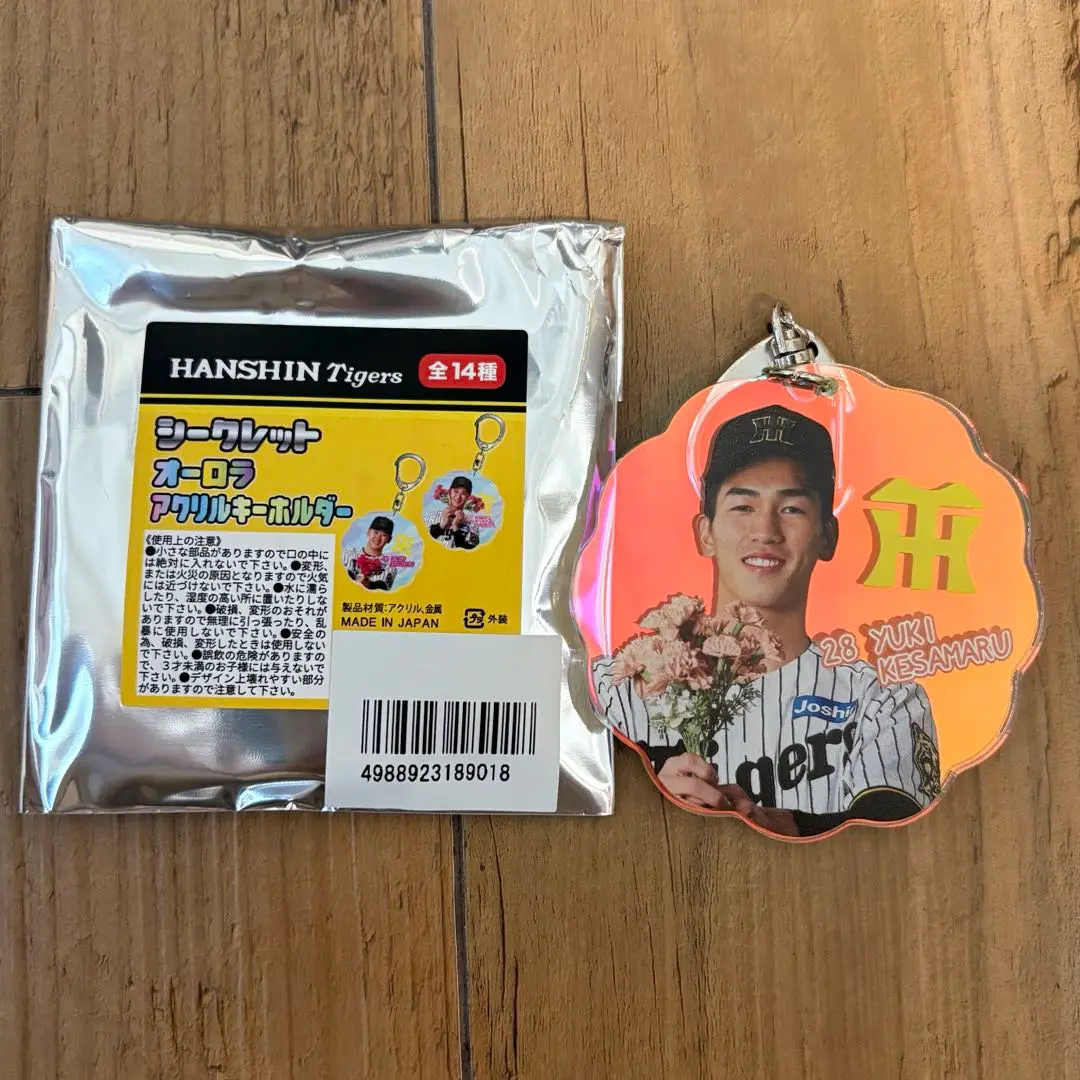 HANSHIN Tigers 全14種
シークレット
オーロラ
アクリルキーホルダー
《使用上の注意》
●小さな部品がありますので口の中に
は絶対に入れないで下さい。●変形、
または火災の原因となりますので火気
には近づけないで下さい。●水に濡ら
したり、湿度の高い所に置いたりしな
いで下さい。●破損、変形のおそれが
ありますので無理に引っ張ったり、乱
暴に使用しないで下さい。●安全の
為、破損、変形したときは使用しない
で下さい。●誤飲の危険がありますの
で、3才未満のお子様には与えないで
下さい。●デザイン上壊れやすい部分
がありますので注意して下さい。
製品材質:アクリル、金属
MADE IN JAPAN
プラ 外装
4988923189018
28 YUKI
KESAMARU
Joshi
gers